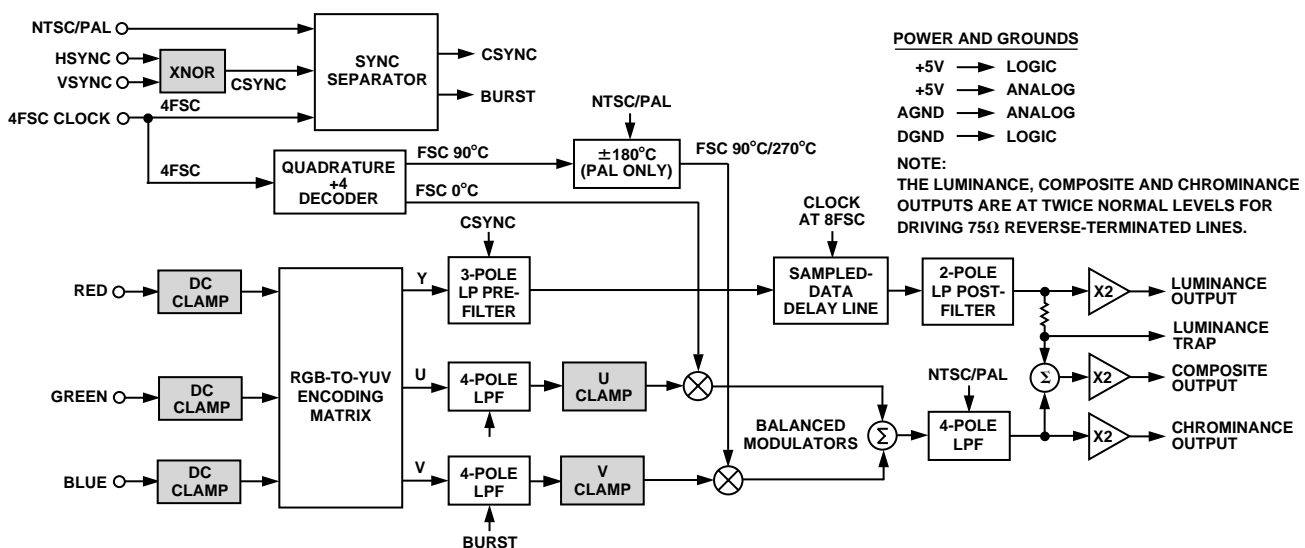 NTSC/PAL
HSYNC
VSYNC
XNOR
CSYNC
4FSC CLOCK
4FSC
4FSC
SYNC
SEPARATOR
CSYNC
BURST
POWER AND GROUNDS
+5V LOGIC
+5V ANALOG
AGND ANALOG
DGND LOGIC
NOTE:
THE LUMINANCE, COMPOSITE AND CHROMINANCE
OUTPUTS ARE AT TWICE NORMAL LEVELS FOR
DRIVING 75Ω REVERSE-TERMINATED LINES.
QUADRATURE
+4
DECODER
FSC 90°C
FSC 0°C
NTSC/PAL
±180°C
(PAL ONLY)
FSC 90°C/270°C
RED
DC
CLAMP
GREEN
DC
CLAMP
BLUE
DC
CLAMP
RGB-TO-YUV
ENCODING
MATRIX
Y
U
V
CSYNC
3-POLE
LP PRE-
FILTER
4-POLE
LPF
U
CLAMP
4-POLE
LPF
BURST
V
CLAMP
CLOCK
AT 8FSC
SAMPLED-
DATA
DELAY LINE
2-POLE
LP POST-
FILTER
BALANCED
MODULATORS
Σ
NTSC/PAL
4-POLE
LPF
Σ
X2
LUMINANCE
OUTPUT
LUMINANCE
TRAP
X2
COMPOSITE
OUTPUT
X2
CHROMINANCE
OUTPUT